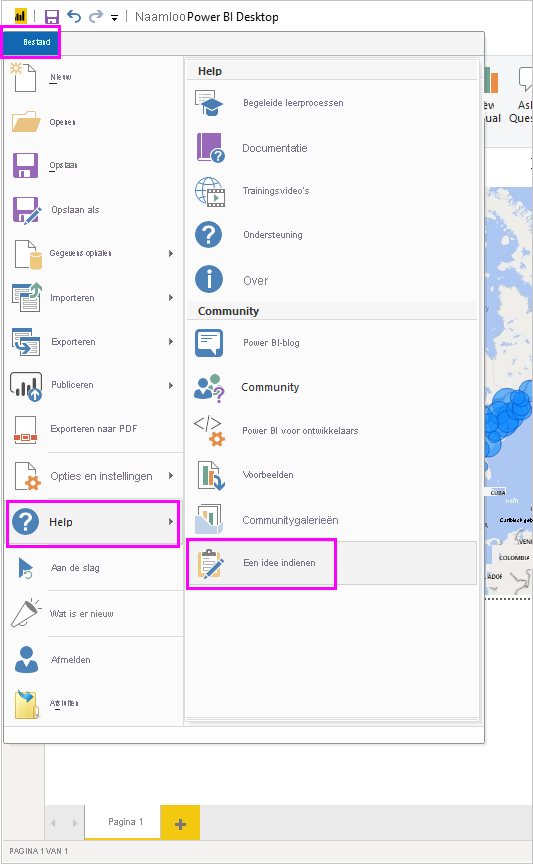 Naamloo Power BI Desktop
Bestand
Nieuw
Openen
Opslaan
Opslaan als
Gegevens ophalen
Importeren
Exporteren
Publiceren
Exporteren naar PDF
Opties en instellingen
Help
Aan de slag
Wat is er nieuw
Afmelden
Afsluiten
Help
Begeleide leerprocessen
Documentatie
Trainingsvideo's
Ondersteuning
Over
Community
Power BI-blog
Community
Power BI voor ontwikkelaars
Voorbeelden
Communitygalerieën
Een idee indienen
ew
ual
Ask
Ques
CUBA
Haïti
VENE
COLOMBIA
ADOR
Pagina 1
PAGINA 1 VAN 1